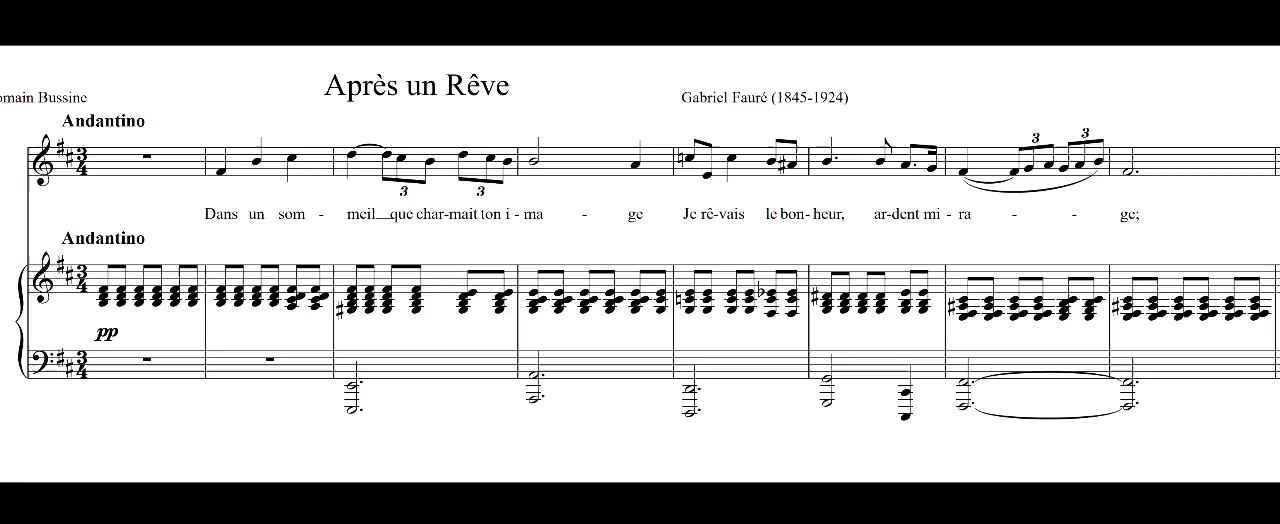 Après un Rêve
omain Bussine
Gabriel Fauré (1845-1924)
Andantino
3 3 3 3
Dans un som - meil que char-mait ton i - ma - ge Je rê-vais le bon-heur, ar-dent mi - ra - - ge;
Andantino
pp